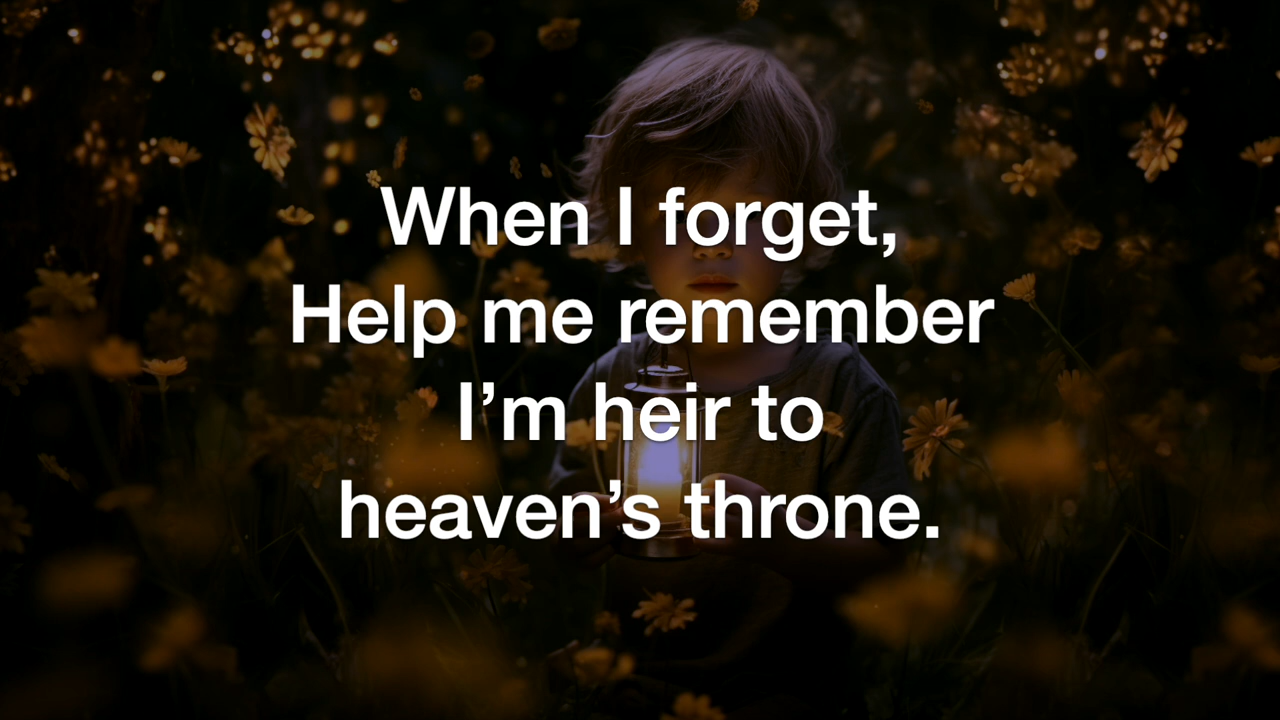 When I forget,
Help me remember
I’m heir to
heaven’s throne.